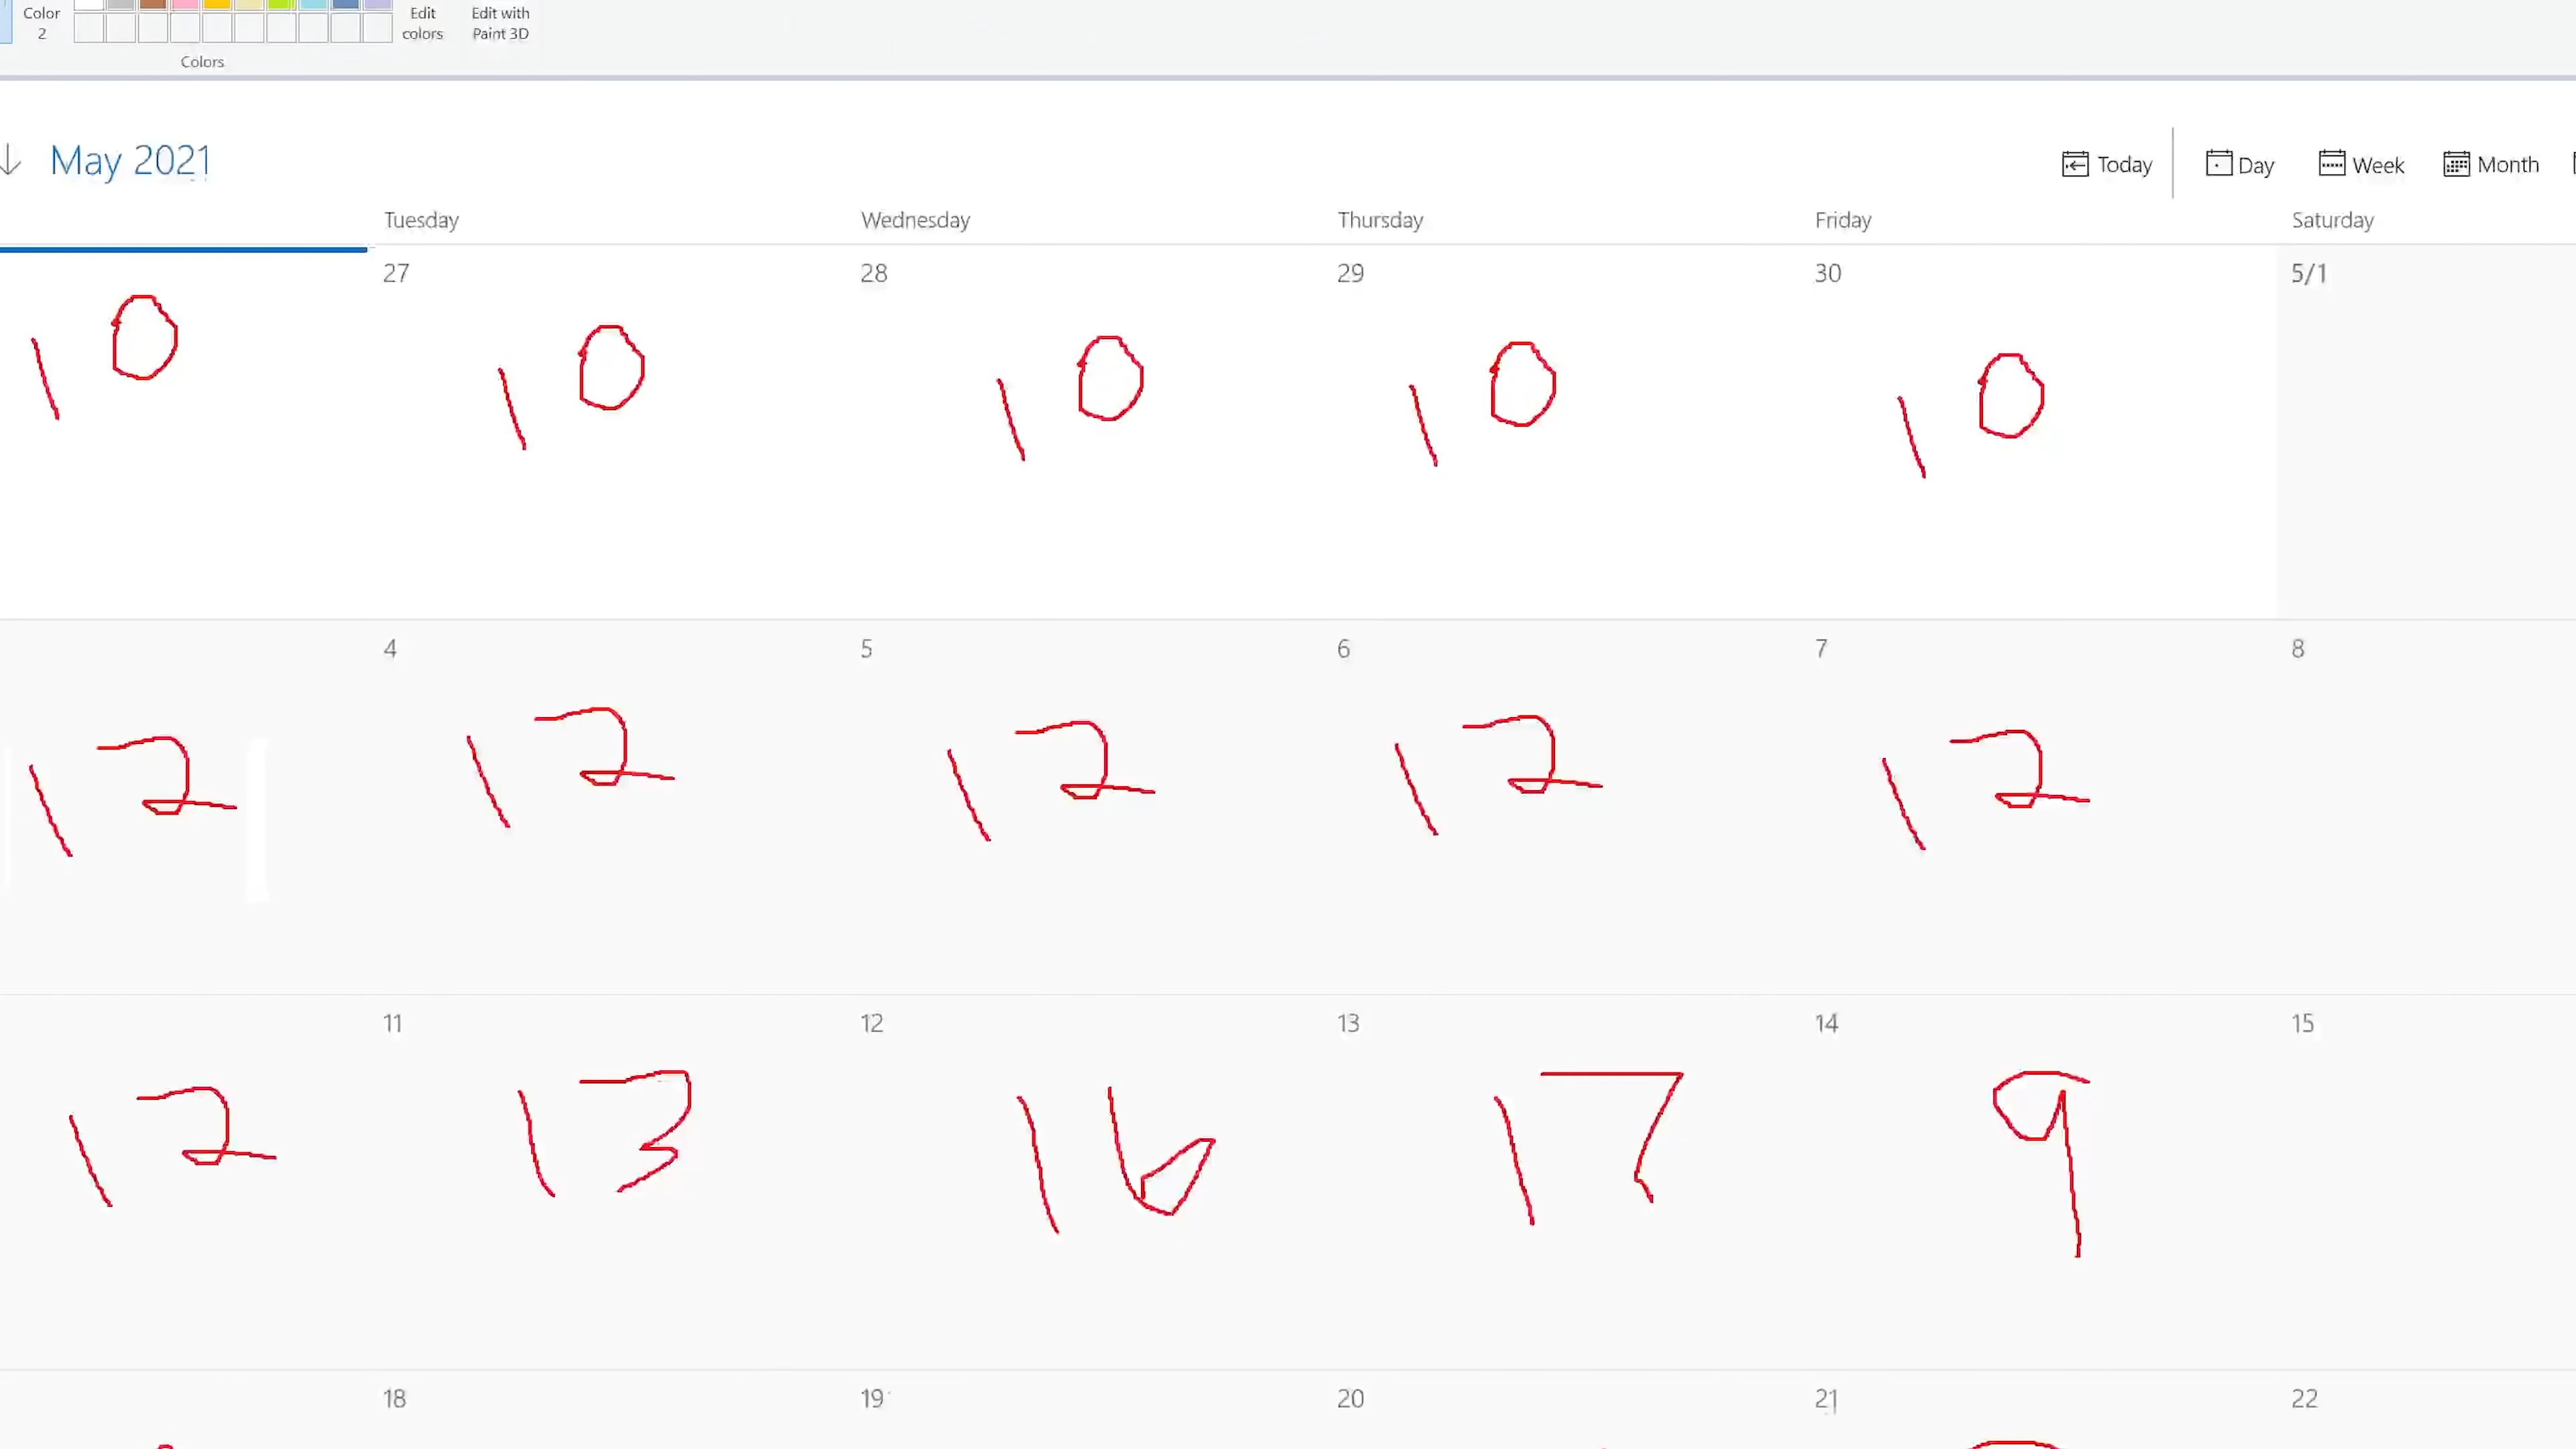 Color Edit Edit with
2 colors Paint 3D
Colors
May 2021 Today Day Week Month
Tuesday Wednesday Thursday Friday Saturday
27 28 29 30 5/1
10 10 10 10 10
4 5 6 7 8
12 12 12 12 12
11 12 13 14 15
12 13 16 17 9
18 19 20 21 22